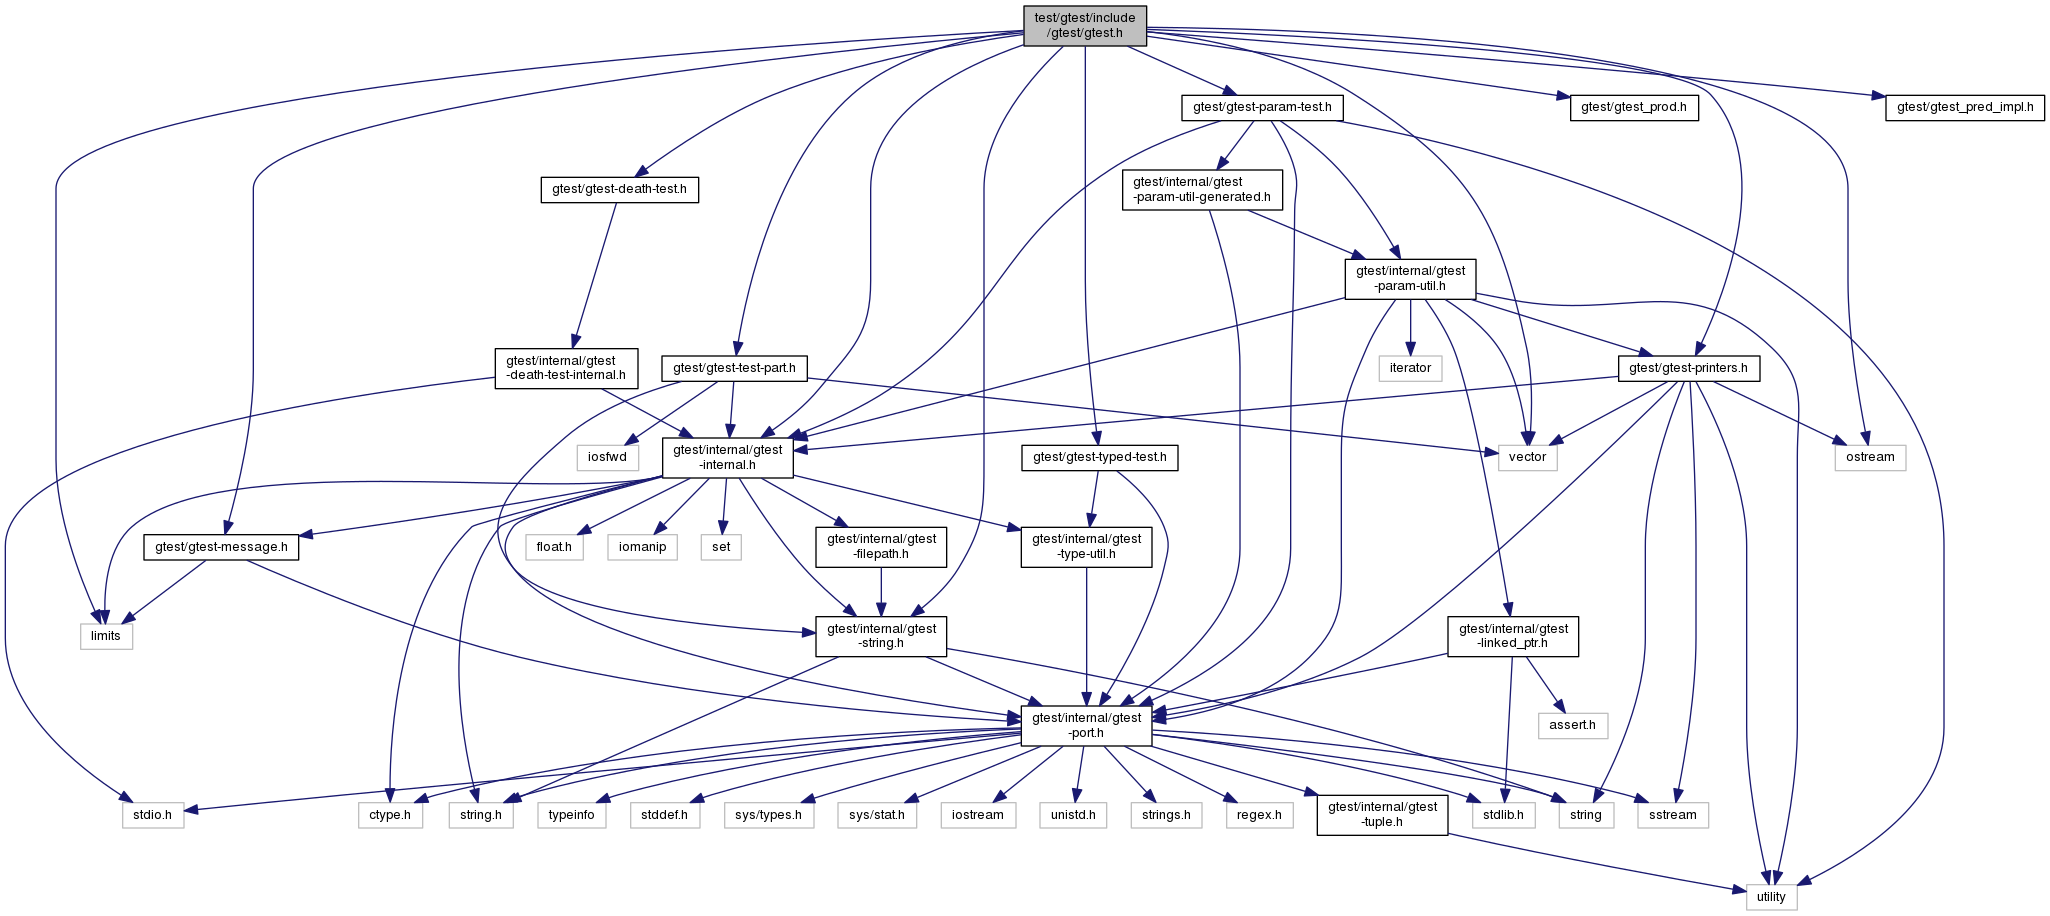 test/gtest/include
/gtest/gtest.h
gtest/gtest-param-test.h
gtest/gtest_prod.h
gtest/gtest_pred_impl.h
gtest/gtest-death-test.h
gtest/internal/gtest
-param-util-generated.h
gtest/internal/gtest
-param-util.h
gtest/internal/gtest
-death-test-internal.h
gtest/gtest-test-part.h
iterator
gtest/gtest-printers.h
iosfwd
gtest/internal/gtest
-internal.h
gtest/gtest-typed-test.h
vector
ostream
gtest/gtest-message.h
float.h
iomanip
set
gtest/internal/gtest
-filepath.h
gtest/internal/gtest
-type-util.h
limits
gtest/internal/gtest
-string.h
gtest/internal/gtest
-linked_ptr.h
gtest/internal/gtest
-port.h
assert.h
stdio.h
ctype.h
string.h
typeinfo
stddef.h
sys/types.h
sys/stat.h
iostream
unistd.h
strings.h
regex.h
gtest/internal/gtest
-tuple.h
stdlib.h
string
sstream
utility